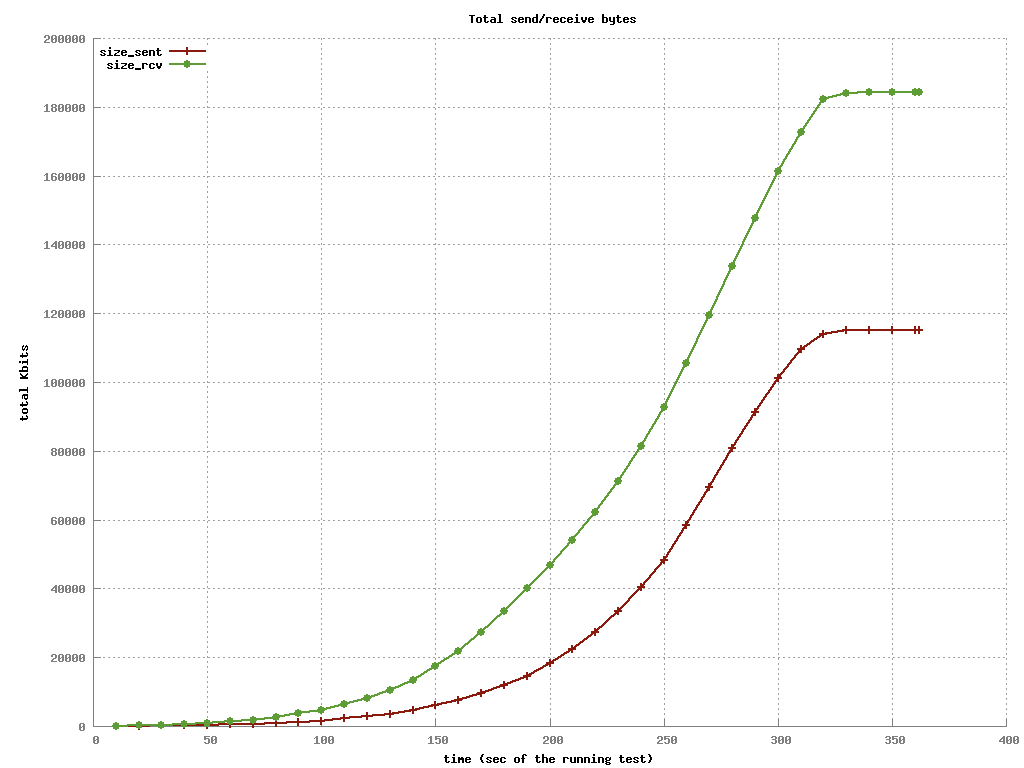 Total send/receive bytes
200000
size_sent
size_rcv
180000
160000
140000
120000
total Kbits
100000
80000
60000
40000
20000
0
0 50 100 150 200 250 300 350 400
time (sec of the running test)